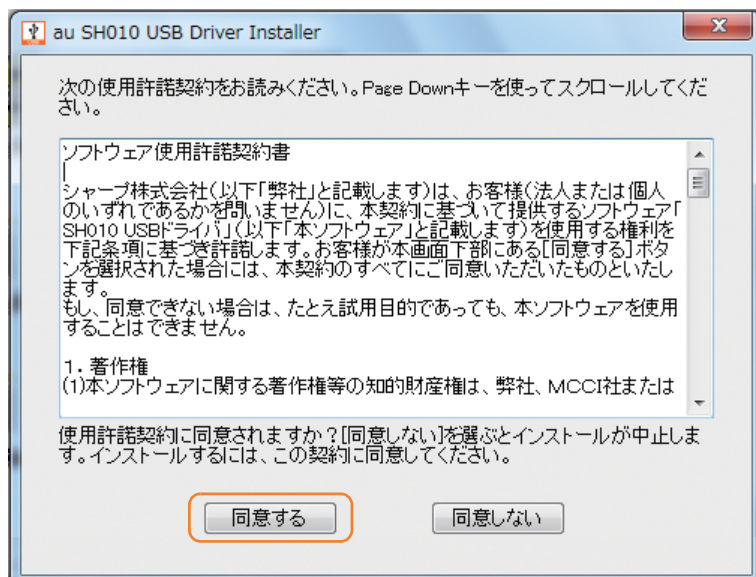 au SH010 USB Driver Installer
次の使用許諾契約をお読みください。Page Downキーを使ってスクロールしてくだ
さい。
ソフトウェア使用許諾契約書
シャープ株式会社(以下「弊社」と記載します)は、お客様(法人または個人
のいずれであるかを問いません)に、本契約に基づいて提供するソフトウェア「
SH010 USBドライバ」(以下「本ソフトウェア」と記載します)を使用する権利を
下記条項に基づき許諾します。お客様が本画面下部にある[同意する]ボタ
ンを選択された場合には、本契約のすべてにご同意いただいたものといたし
ます。
もし、同意できない場合は、たとえ試用目的であっても、本ソフトウェアを使用
することはできません。
1．著作権
(1)本ソフトウェアに関する著作権等の知的財産権は、弊社、MCCI社または
使用許諾契約に同意されますか？[同意しない]を選ぶとインストールが中止しま
す。インストールするには、この契約に同意してください。
同意する
同意しない